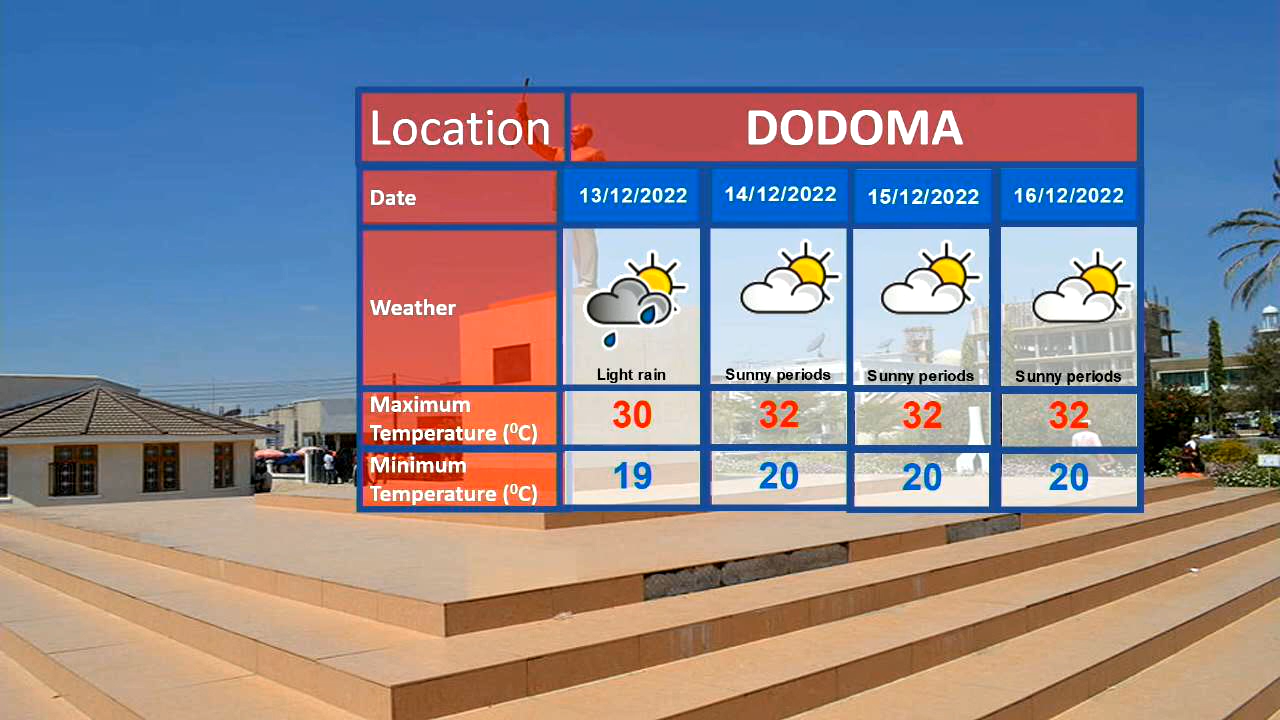 Location DODOMA
Date 13/12/2022 14/12/2022 15/12/2022 16/12/2022
Weather
Light rain Sunny periods Sunny periods Sunny periods
Maximum
Temperature (⁰C) 30 32 32 32
Minimum
Temperature (⁰C) 19 20 20 20